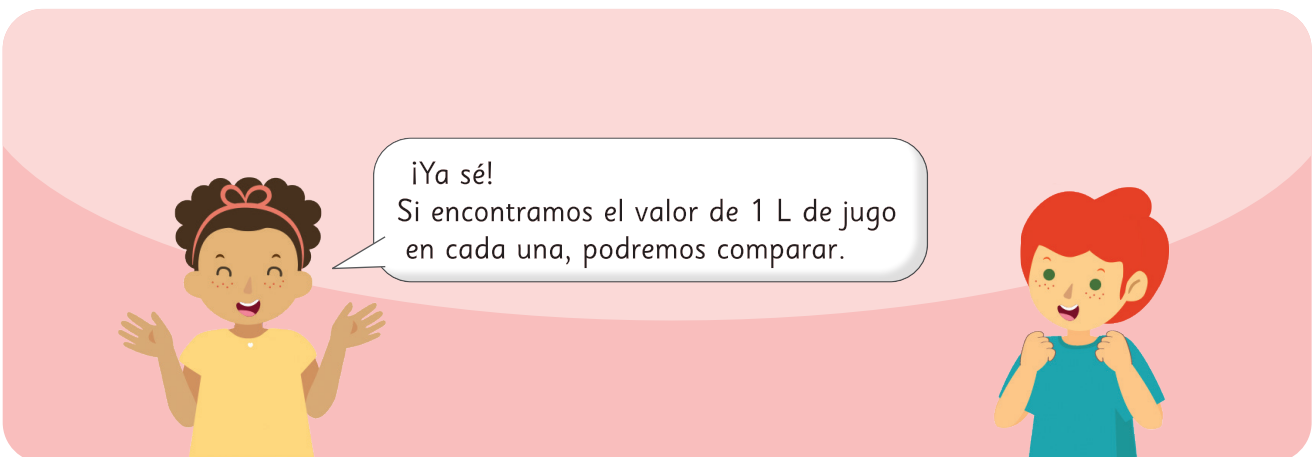 ¡Ya sé!
Si encontramos el valor de 1 L de jugo
en cada una, podremos comparar.